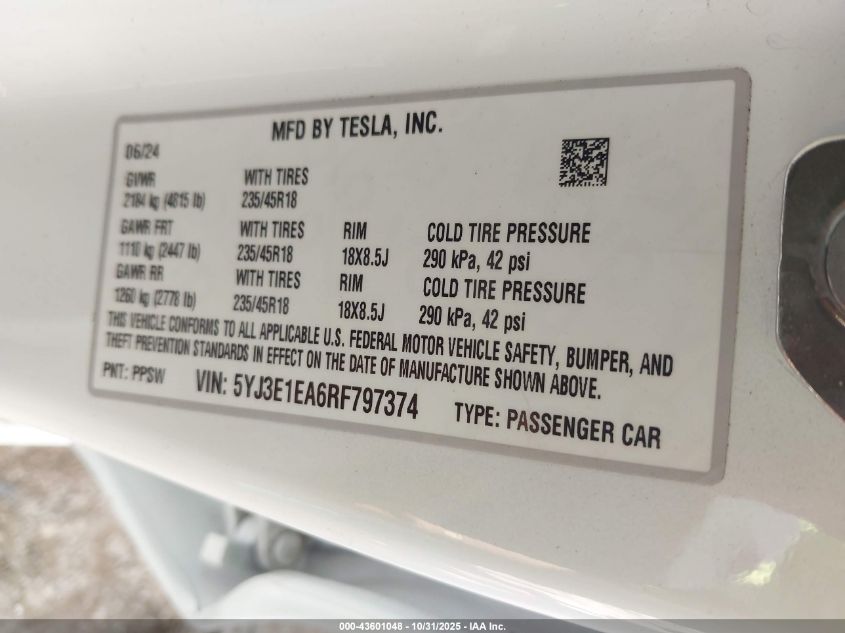 MFD BY TESLA, INC.
06/24
GVWR WITH TIRES
2184 kg (4815 lb) 235/45R18
GAWR FRT WITH TIRES RIM COLD TIRE PRESSURE
1110 kg (2447 lb) 235/45R18 18X8.5J 290 kPa, 42 psi
GAWR RR WITH TIRES RIM COLD TIRE PRESSURE
1260 kg (2778 lb) 235/45R18 18X8.5J 290 kPa, 42 psi
THIS VEHICLE CONFORMS TO ALL APPLICABLE U.S. FEDERAL MOTOR VEHICLE SAFETY, BUMPER, AND
THEFT PREVENTION STANDARDS IN EFFECT ON THE DATE OF MANUFACTURE SHOWN ABOVE.
PNT: PPSW VIN: 5YJ3E1EA6RF797374 TYPE: PASSENGER CAR
000-43601048 - 10/31/2025 - IAA Inc.